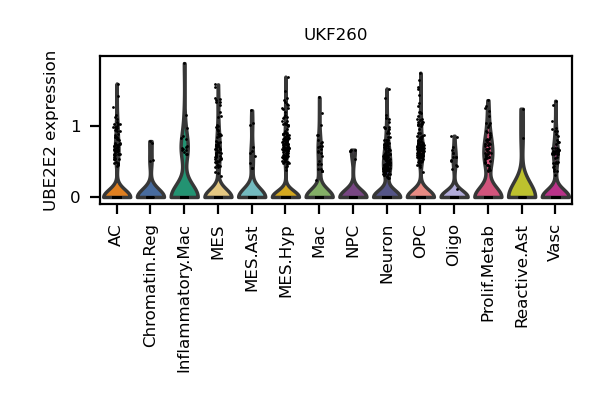 UKF260
UBE2E2 expression
1
0
AC
Chromatin.Reg
Inflammatory.Mac
MES
MES.Ast
MES.Hyp
Mac
NPC
Neuron
OPC
Oligo
Prolif.Metab
Reactive.Ast
Vasc